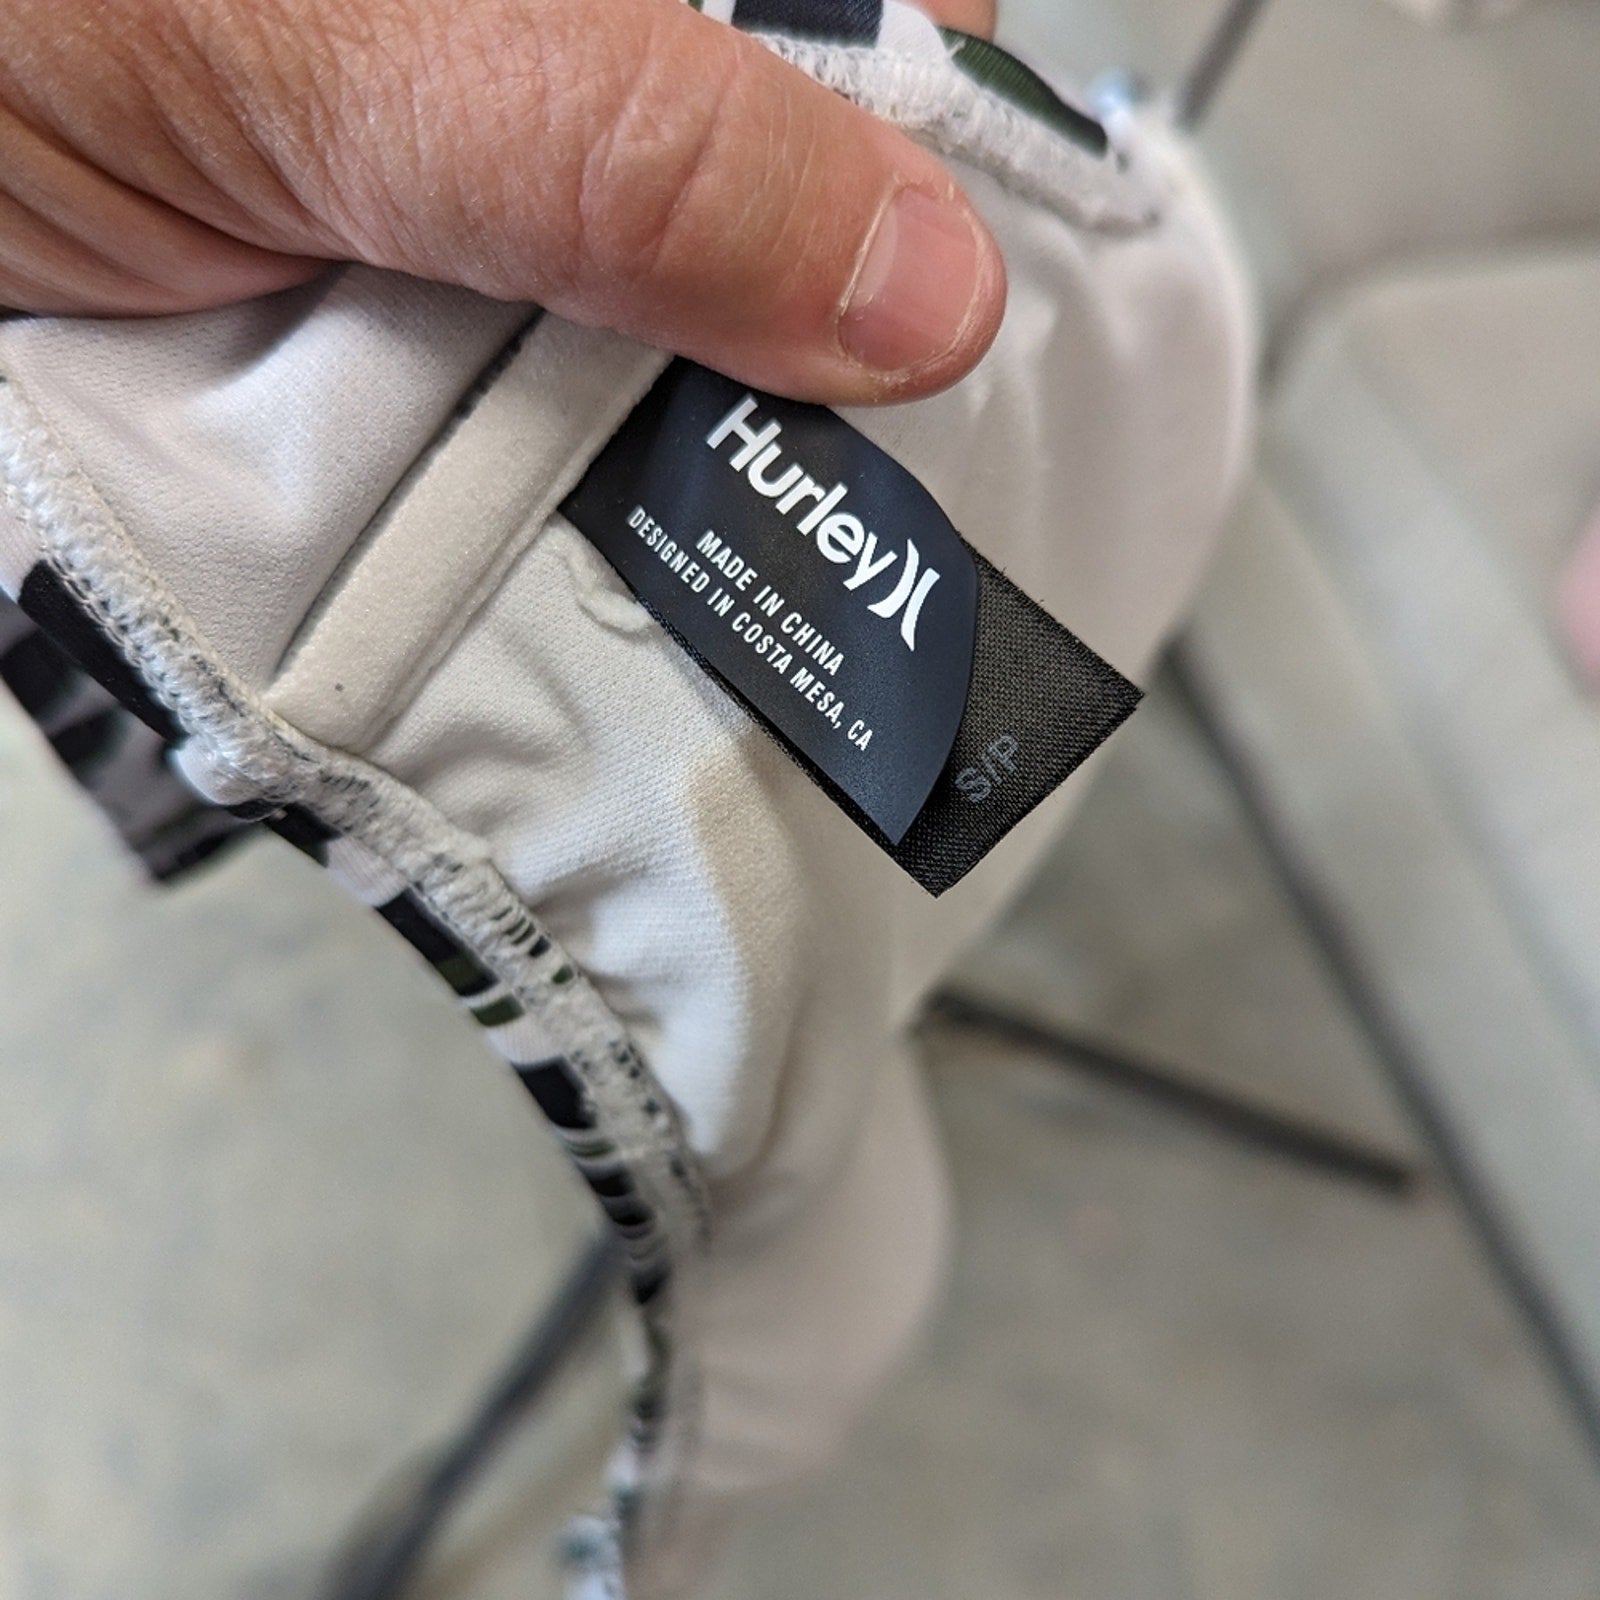 Hurley
MADE IN CHINA
DESIGNED IN COSTA MESA, CA
S/P